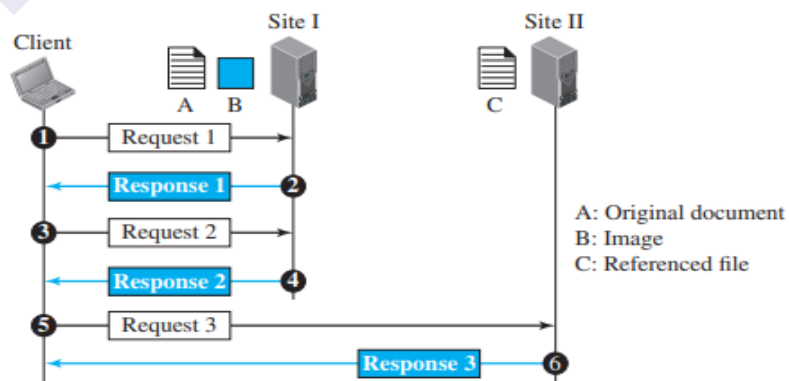 Site I
Site II
Client
A
B
C
1
Request 1
Response 1
2
3
Request 2
Response 2
4
A: Original document
B: Image
C: Referenced file
5
Request 3
Response 3
6